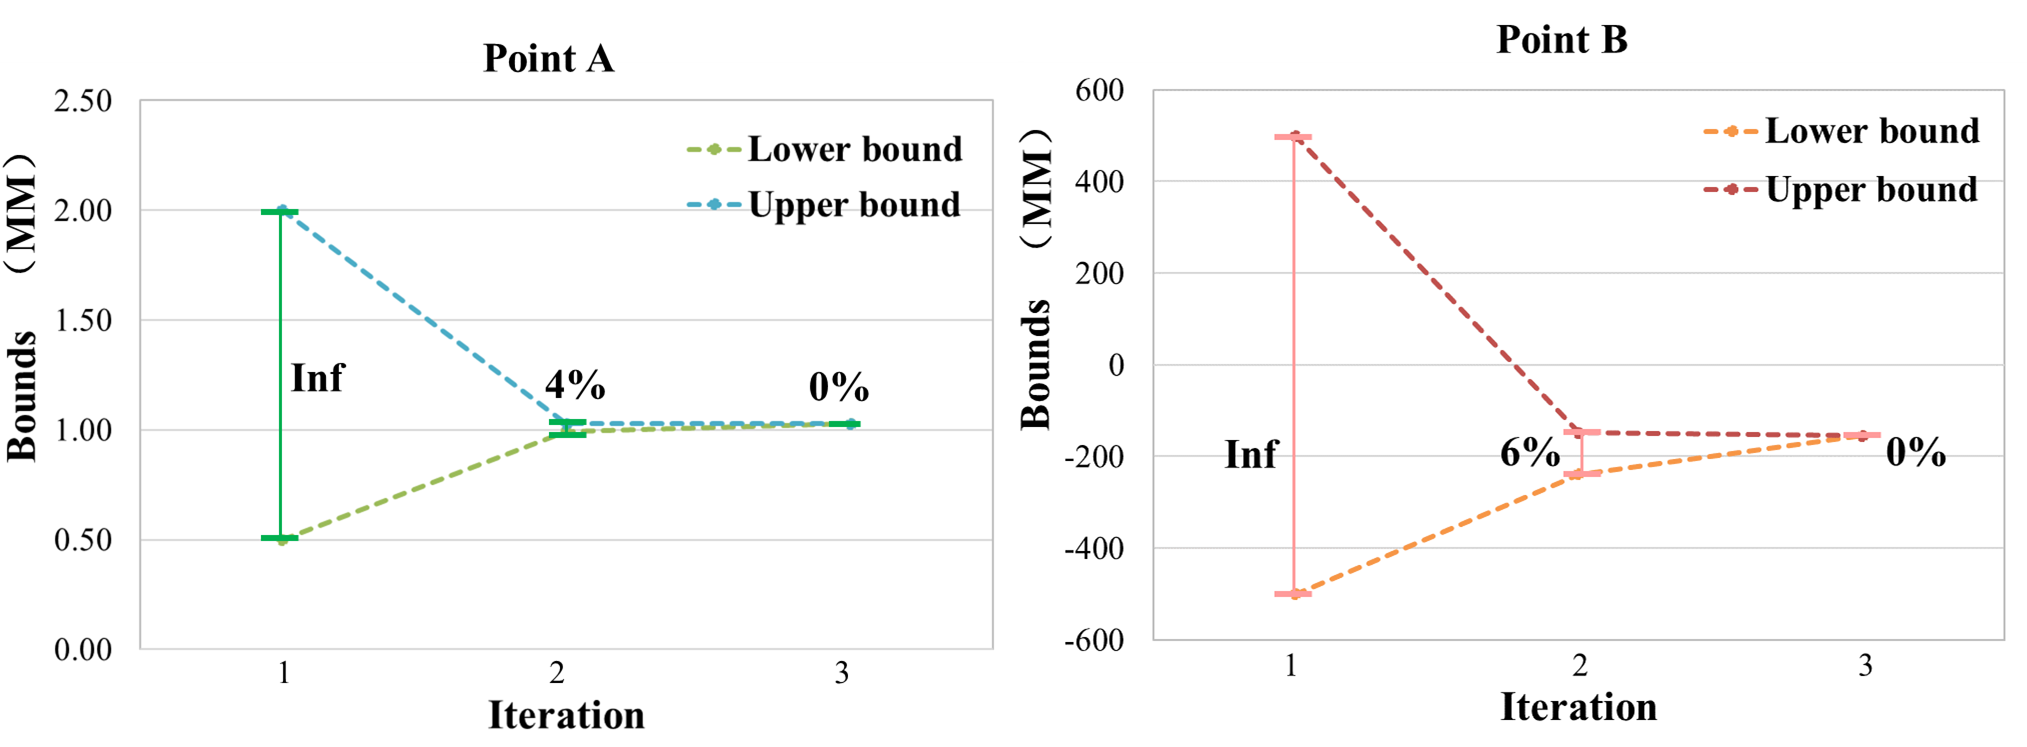 Point A
2.50
2.00
1.50
1.00
0.50
0.00
Bounds （MM）
Lower bound
Upper bound
Inf
4%
0%
1 2 3
Iteration
Point B
600
400
200
0
-200
-400
-600
Bounds （MM）
Lower bound
Upper bound
Inf
6%
0%
1 2 3
Iteration